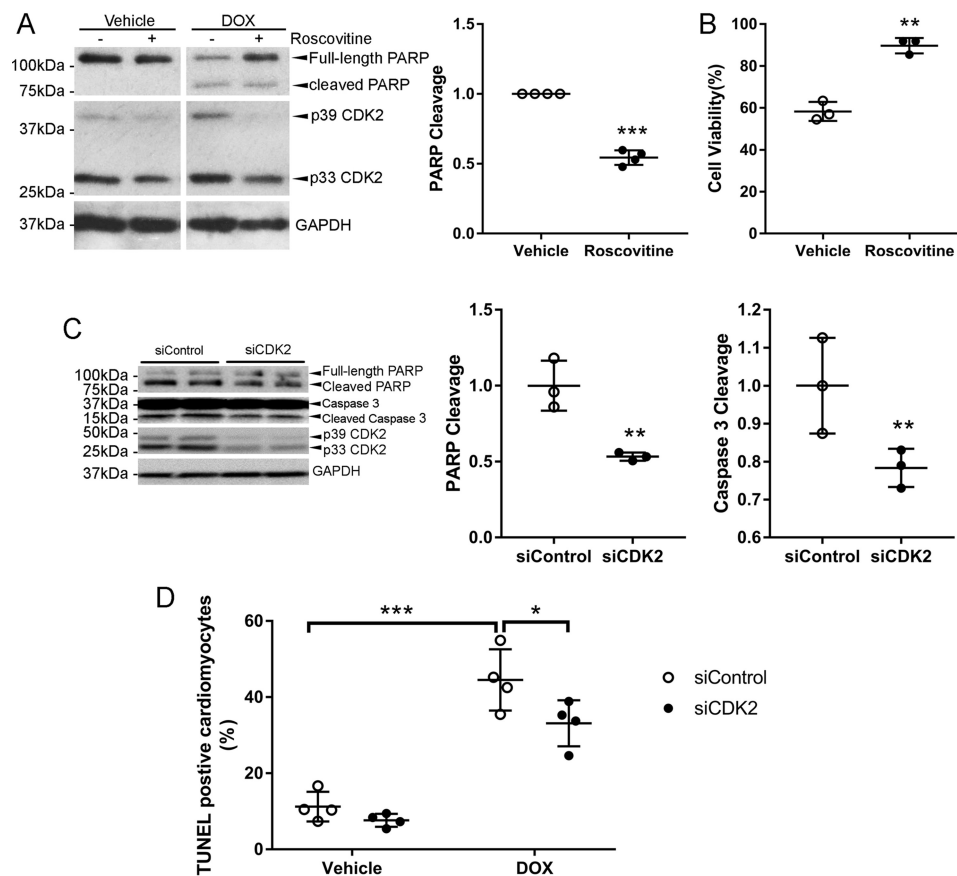 A
Vehicle DOX
- + - + Roscovitine
100kDa Full-length PARP
75kDa cleaved PARP
p39 CDK2
37kDa
p33 CDK2
25kDa
37kDa GAPDH
PARP Cleavage
1.5
1.0
0.5
0.0
***
Vehicle Roscovitine
B
Cell Viability(%)
100
80
60
40
20
0
**
Vehicle Roscovitine
C
siControl siCDK2
100kDa Full-length PARP
75kDa Cleaved PARP
37kDa Caspase 3
15kDa Cleaved Caspase 3
50kDa p39 CDK2
25kDa p33 CDK2
37kDa GAPDH
PARP Cleavage
1.5
1.0
0.5
0.0
**
siControl siCDK2
Caspase 3 Cleavage
1.2
1.1
1.0
0.9
0.8
0.7
0.6
**
siControl siCDK2
D
TUNEL postive cardiomyocytes
(%)
60
40
20
0
*** *
Vehicle DOX
siControl
siCDK2